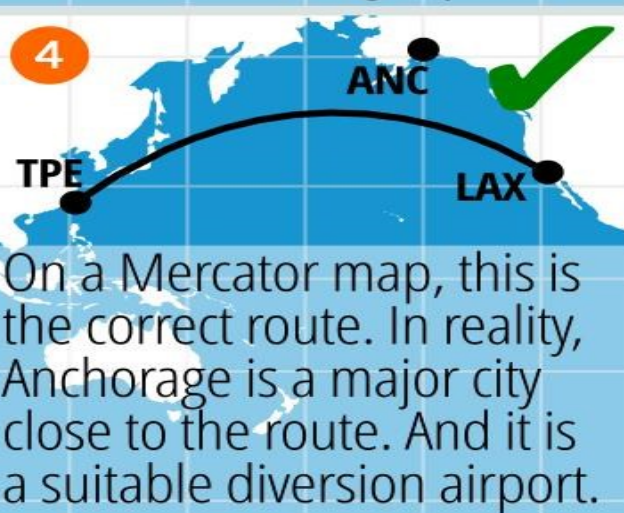 4
ANC
TPE
LAX
On a Mercator map, this is
the correct route. In reality,
Anchorage is a major city
close to the route. And it is
a suitable diversion airport.